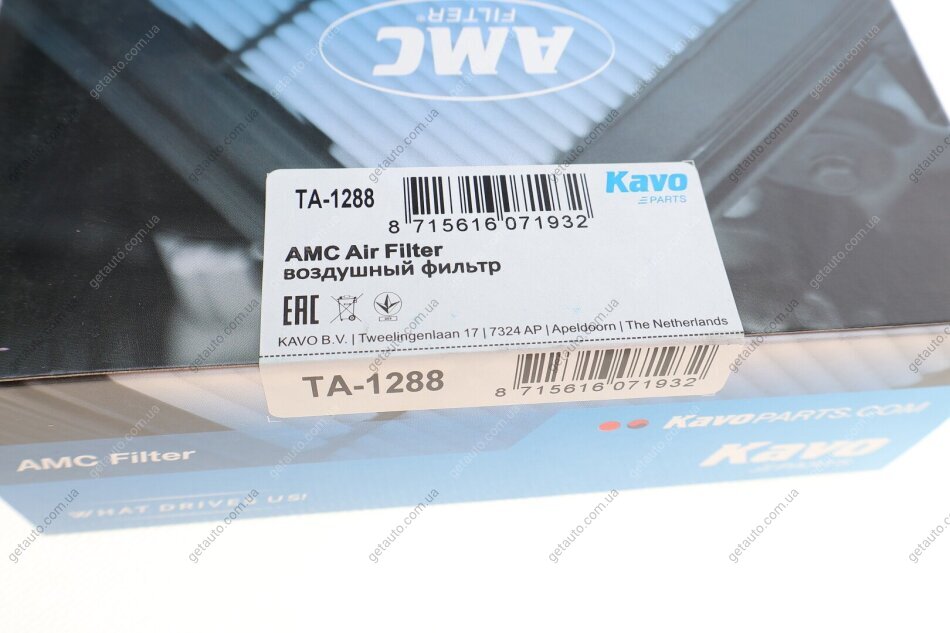 AMC
FILTER®
TA-1288
8 715616 071932
Kavo
PARTS
AMC Air Filter
воздушный фильтр
EAC
KAVO B.V. | Tweelingenlaan 17 | 7324 AP | Apeldoorn | The Netherlands
TA-1288
8 715616 071932
KavoPARTS.COM
AMC Filter
Kavo
PARTS
WHAT DRIVES US!
getauto.com.ua